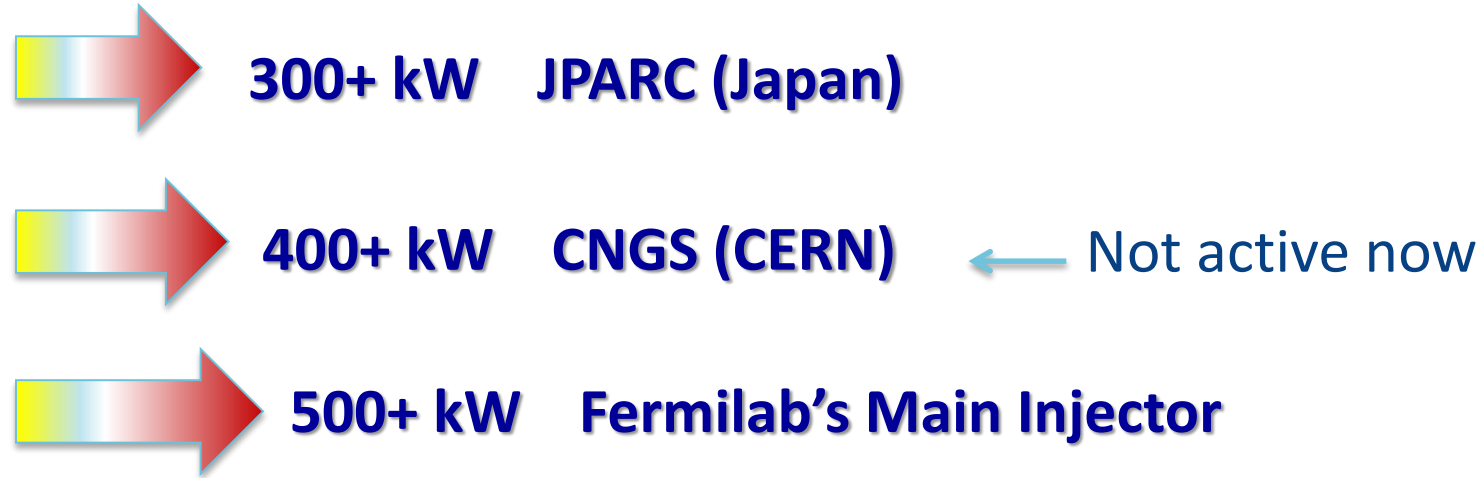 300+ kW JPARC (Japan)
400+ kW CNGS (CERN) Not active now
500+ kW Fermilab’s Main Injector